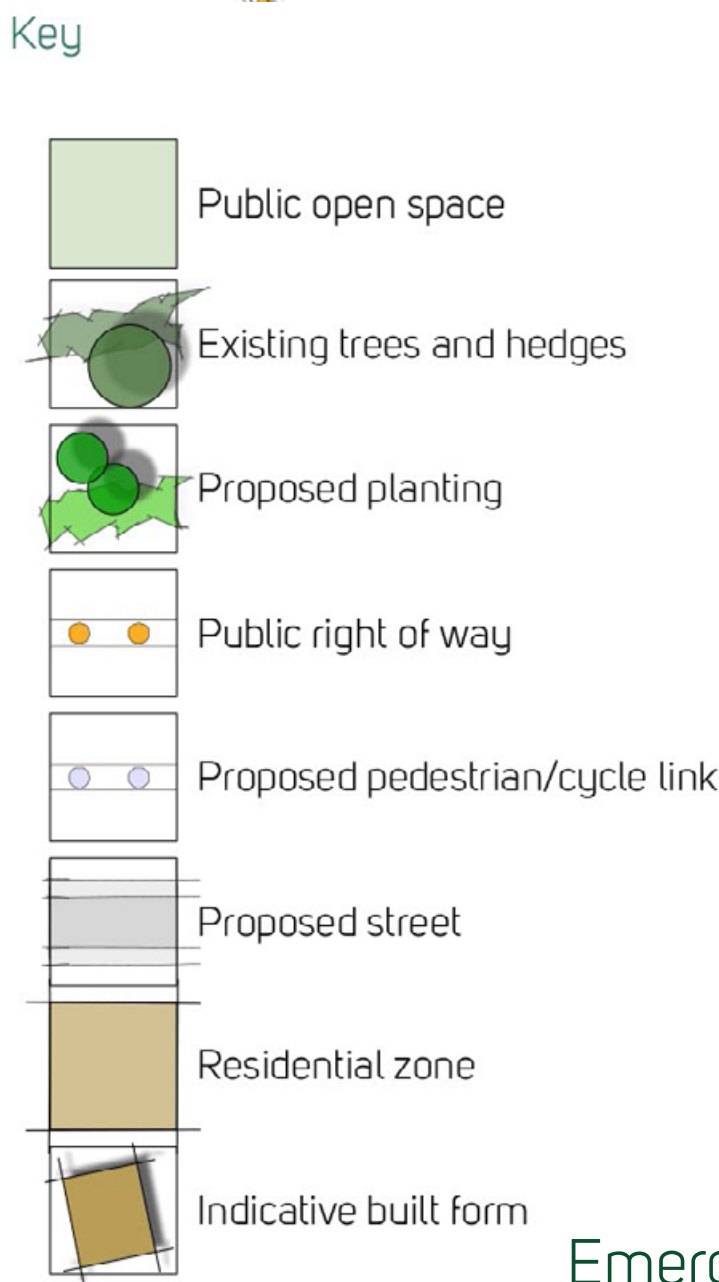 Key
Public open space
Existing trees and hedges
Proposed planting
Public right of way
Proposed pedestrian/cycle link
Proposed street
Residential zone
Indicative built form